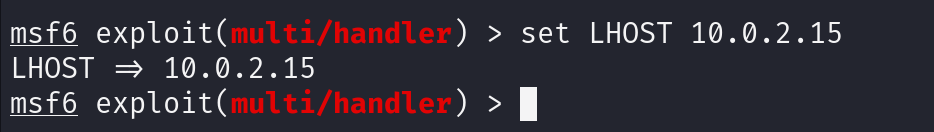 msf6 exploit(multi/handler) > set LHOST 10.0.2.15
LHOST => 10.0.2.15
msf6 exploit(multi/handler) >